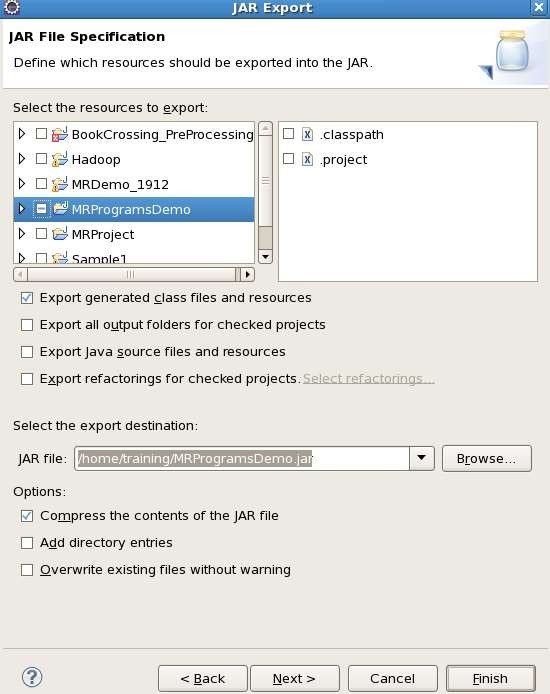 JAR Export
JAR File Specification
Define which resources should be exported into the JAR.
Select the resources to export:
BookCrossing_PreProcessing
Hadoop
MRDemo_1912
MRProgramsDemo
MRProject
Sample1
.classpath
.project
Export generated class files and resources
Export all output folders for checked projects
Export Java source files and resources
Export refactorings for checked projects. Select refactorings...
Select the export destination:
JAR file: /home/training/MRProgramsDemo.jar Browse...
Options:
Compress the contents of the JAR file
Add directory entries
Overwrite existing files without warning
? < Back Next > Cancel Finish